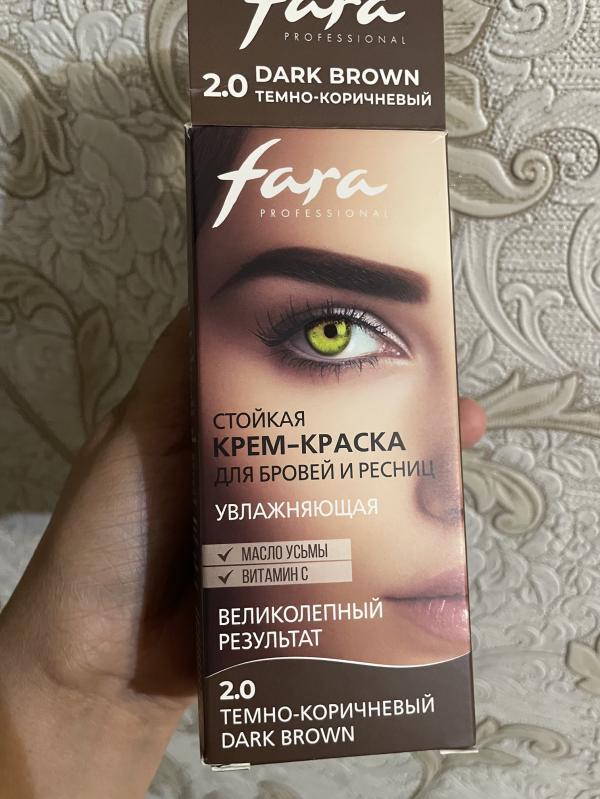 fara
PROFESSIONAL
2.0 DARK BROWN
ТЕМНО-КОРИЧНЕВЫЙ
fara
PROFESSIONAL
СТОЙКАЯ
КРЕМ-КРАСКА
ДЛЯ БРОВЕЙ И РЕСНИЦ
УВЛАЖНЯЮЩАЯ
МАСЛО УСЬМЫ
ВИТАМИН С
ВЕЛИКОЛЕПНЫЙ
РЕЗУЛЬТАТ
2.0
ТЕМНО-КОРИЧНЕВЫЙ
DARK BROWN